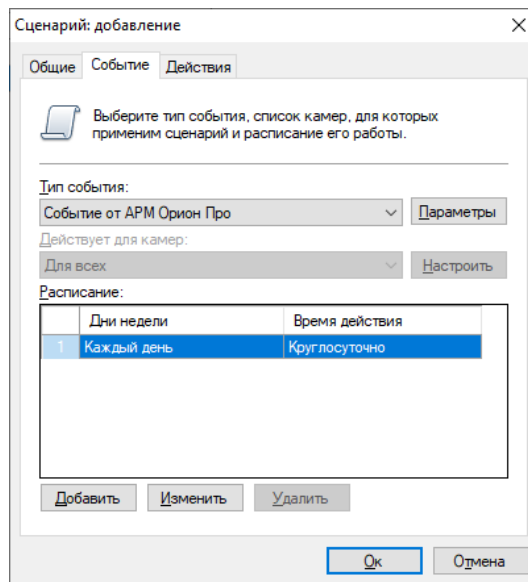 Сценарий: добавление
Общие Событие Действия
Выберите тип события, список камер, для которых
применим сценарий и расписание его работы.
Тип события:
Событие от АРМ Орион Про Параметры
Действует для камер:
Для всех Настроить
Расписание:
Дни недели Время действия
1 Каждый день Круглосуточно
Добавить Изменить Удалить
Ок Отмена